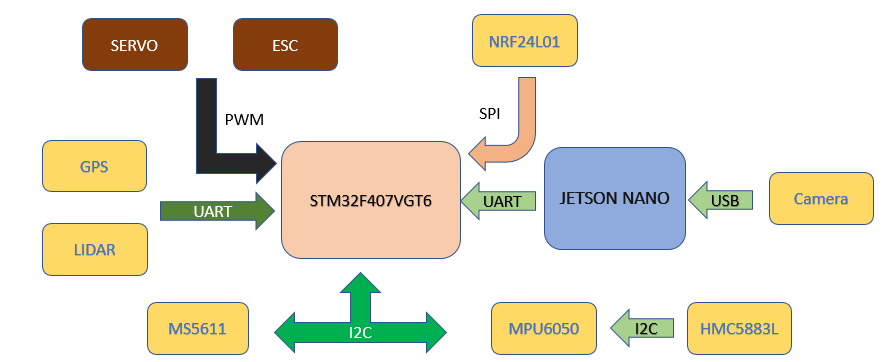 SERVO
ESC
NRF24L01
PWM
SPI
GPS
STM32F407VGT6
JETSON NANO
UART
UART
USB
Camera
LIDAR
MS5611
I2C
MPU6050
I2C
HMC5883L